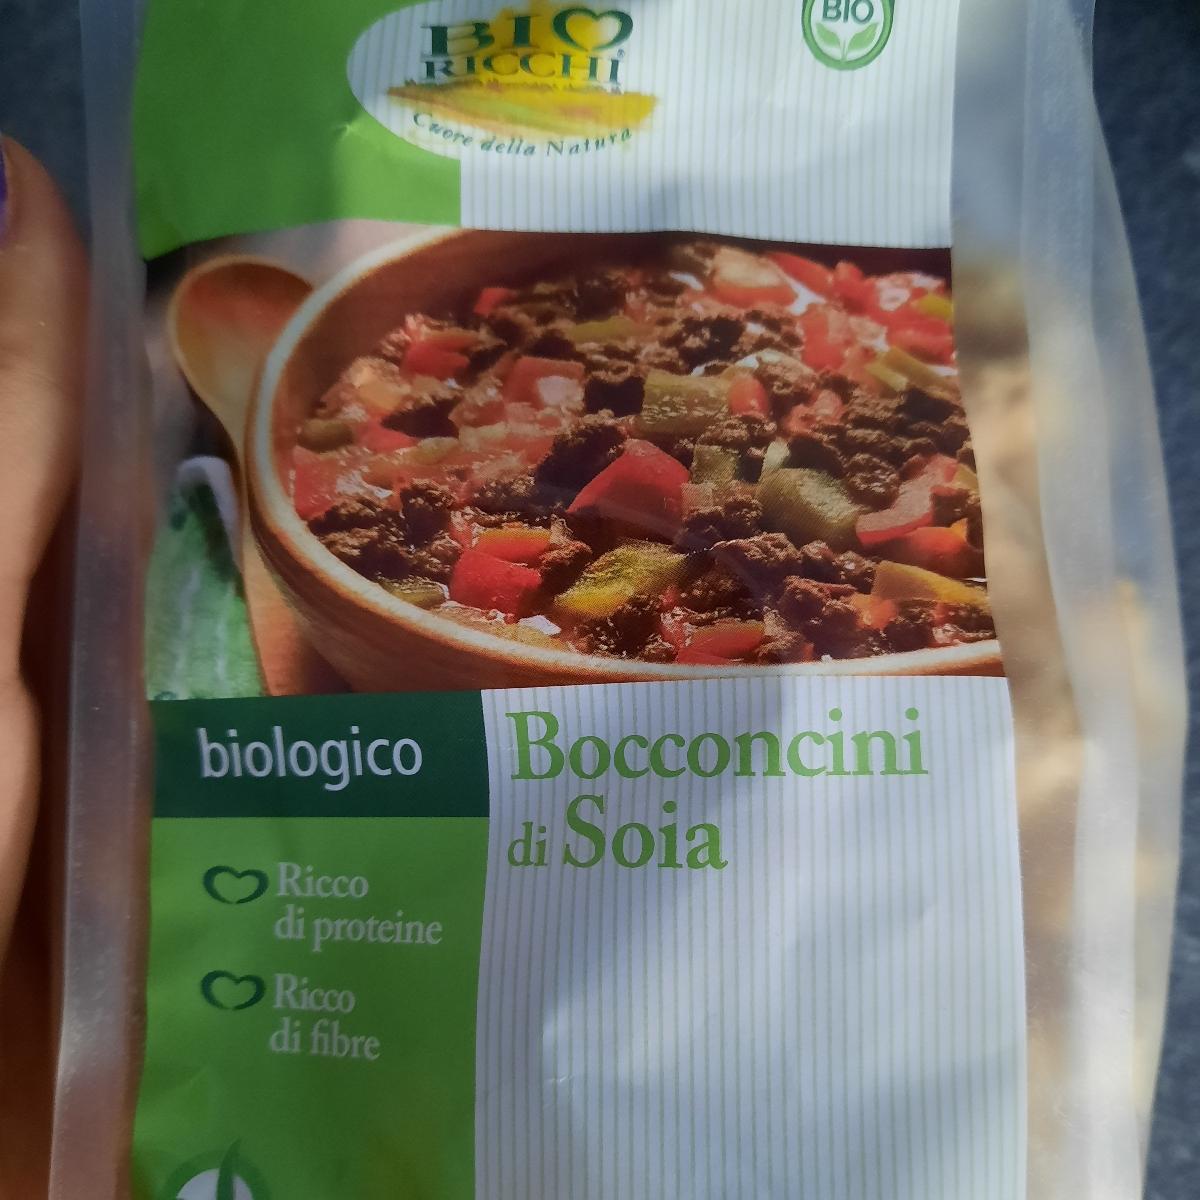 BIO
RICCHI®
Cuore della Natura
BIO
biologico
Bocconcini
di Soia
Ricco
di proteine
Ricco
di fibre